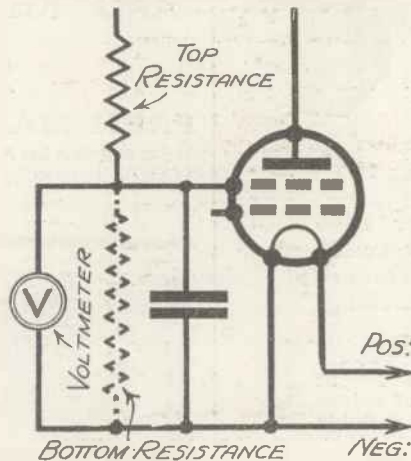 TOP
RESISTANCE
V
VOLTMETER
POS:
BOTTOM RESISTANCE
NEG: